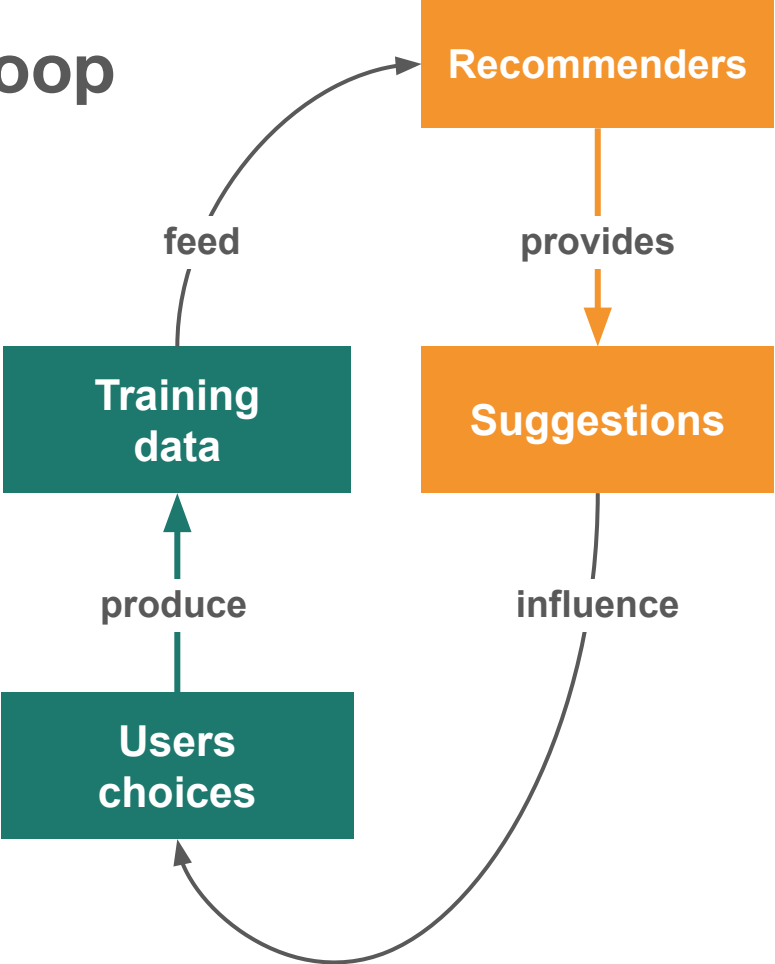 oop
Recommenders
feed
provides
Training
data
Suggestions
produce
influence
Users
choices